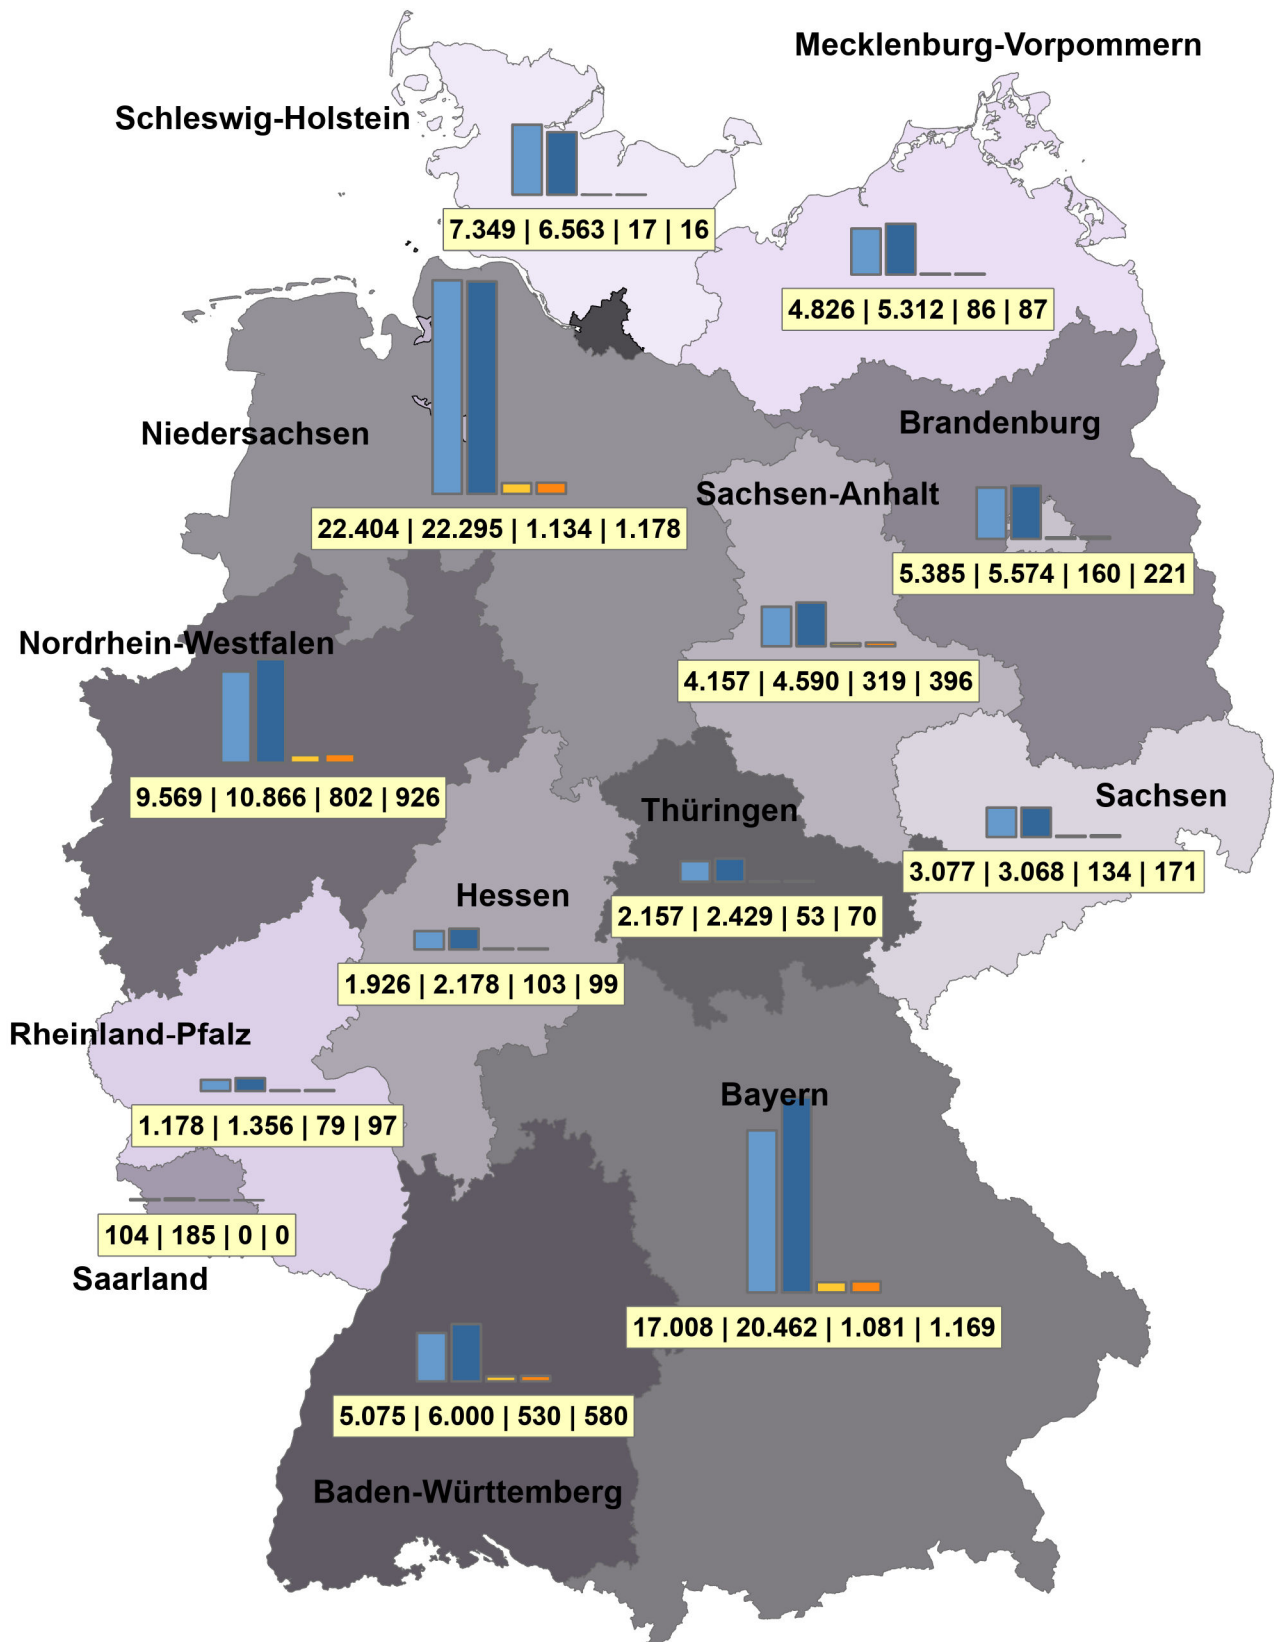 Mecklenburg-Vorpommern
Schleswig-Holstein
7.349 | 6.563 | 17 | 16
4.826 | 5.312 | 86 | 87
Brandenburg
Niedersachsen
Sachsen-Anhalt
22.404 | 22.295 | 1.134 | 1.178
5.385 | 5.574 | 160 | 221
Nordrhein-Westfalen
4.157 | 4.590 | 319 | 396
9.569 | 10.866 | 802 | 926
Sachsen
Thüringen
3.077 | 3.068 | 134 | 171
Hessen
2.157 | 2.429 | 53 | 70
1.926 | 2.178 | 103 | 99
Rheinland-Pfalz
Bayern
1.178 | 1.356 | 79 | 97
104 | 185 | 0 | 0
Saarland
17.008 | 20.462 | 1.081 | 1.169
5.075 | 6.000 | 530 | 580
Baden-Württemberg